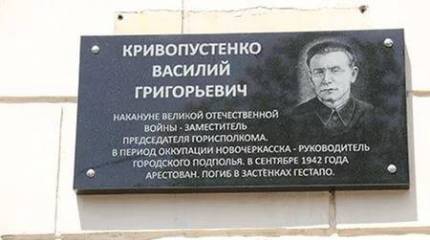 КРИВОПУСТЕНКО
ВАСИЛИЙ
ГРИГОРЬЕВИЧ
НАКАНУНЕ ВЕЛИКОЙ ОТЕЧЕСТВЕННОЙ
ВОЙНЫ - ЗАМЕСТИТЕЛЬ
ПРЕДСЕДАТЕЛЯ ГОРИСПОЛКОМА.
В ПЕРИОД ОККУПАЦИИ НОВОЧЕРКАССКА - РУКОВОДИТЕЛЬ
ГОРОДСКОГО ПОДПОЛЬЯ. В СЕНТЯБРЕ 1942 ГОДА
АРЕСТОВАН. ПОГИБ В ЗАСТЕНКАХ ГЕСТАПО.